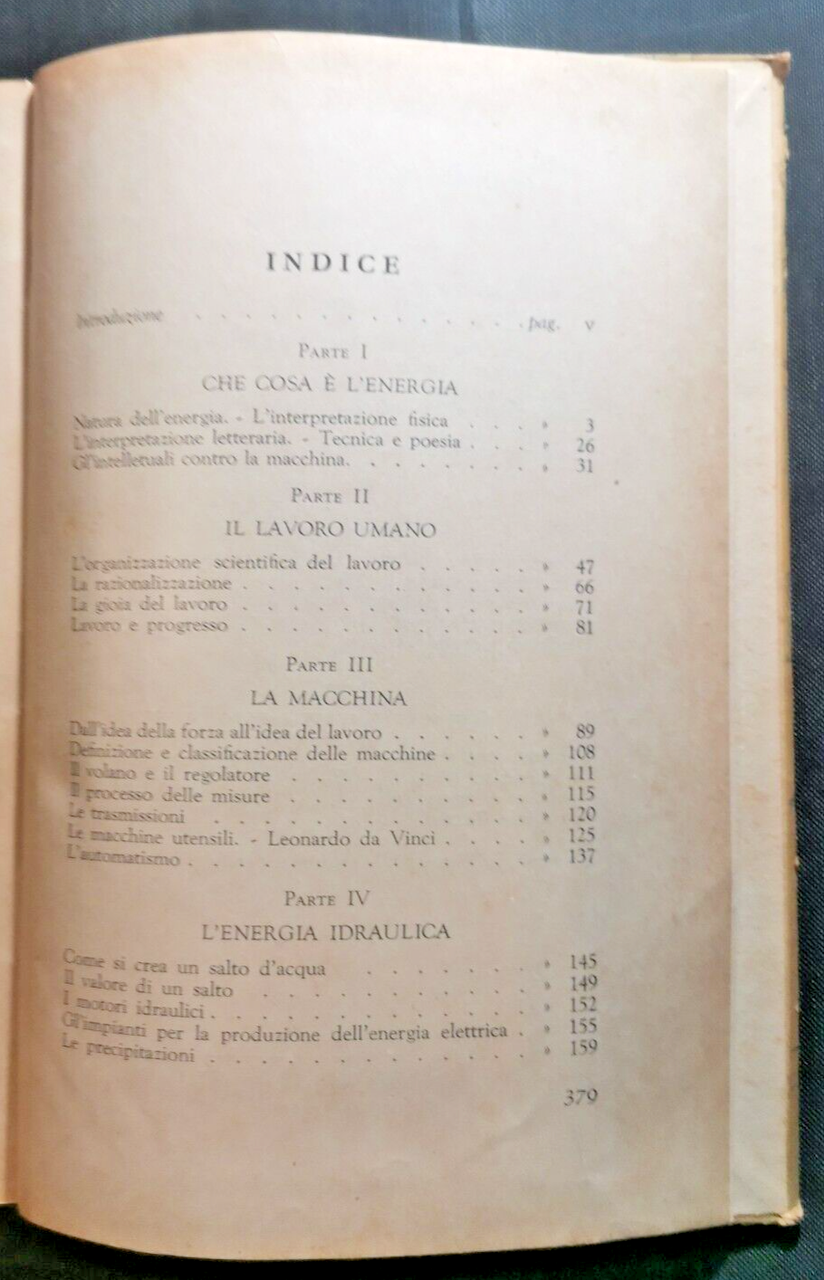 INDICE
Introduzione . . . . . . . . . . . . . . . pag. v
Parte I
CHE COSA È L'ENERGIA
Natura dell'energia. - L'interpretazione fisica . . . » 3
L'interpretazione letteraria. - Tecnica e poesia . . . » 26
Gl'intelletuali contro la macchina. . . . . . . . » 31
Parte II
IL LAVORO UMANO
L'organizzazione scientifica del lavoro . . . . . » 47
La razionalizzazione . . . . . . . . . . . . » 66
La gioia del lavoro . . . . . . . . . . . . » 71
Lavoro e progresso . . . . . . . . . . . . » 81
Parte III
LA MACCHINA
Dall'idea della forza all'idea del lavoro . . . . . . » 89
Definizione e classificazione delle macchine . . . . » 108
Il volano e il regolatore . . . . . . . . . . » 111
Il processo delle misure . . . . . . . . . . » 115
Le trasmissioni . . . . . . . . . . . . . » 120
Le macchine utensili. - Leonardo da Vinci . . . . » 125
L'automatismo . . . . . . . . . . . . . . » 137
Parte IV
L'ENERGIA IDRAULICA
Come si crea un salto d'acqua . . . . . . . » 145
Il valore di un salto . . . . . . . . . . . » 149
I motori idraulici . . . . . . . . . . . . . » 152
Gl'impianti per la produzione dell'energia elettrica . » 155
Le precipitazioni . . . . . . . . . . . . . » 159
379